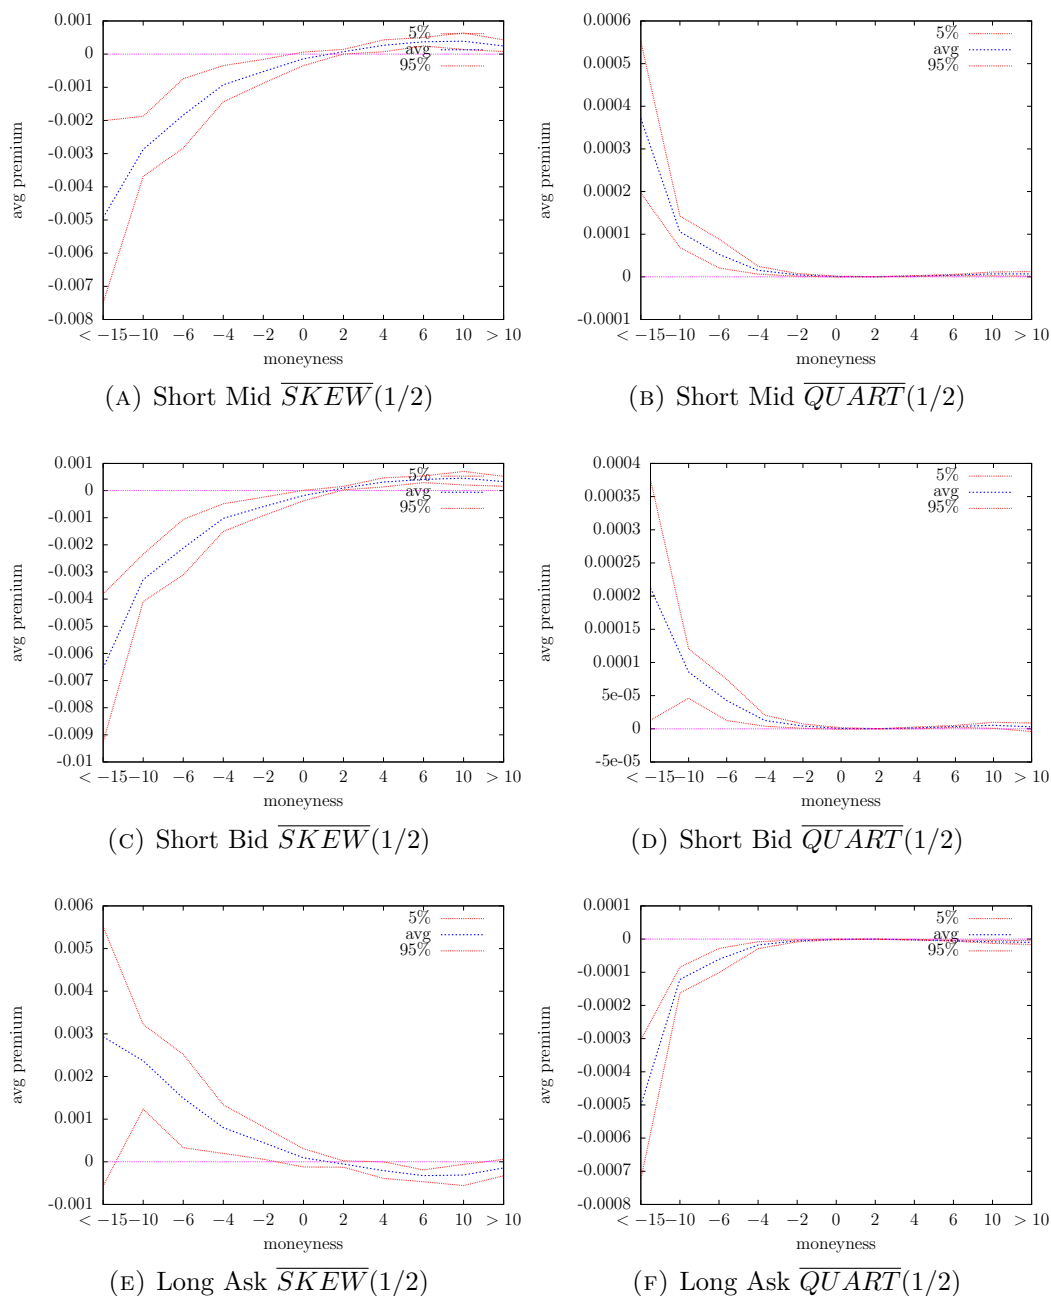 0.001
0
-0.001
-0.002
-0.003
-0.004
-0.005
-0.006
-0.007
-0.008
avg premium
< −15 −10 −6 −4 −2 0 2 4 6 10 > 10
moneyness
5%
avg
95%
(A) Short Mid SKEW(1/2)
0.0006
0.0005
0.0004
0.0003
0.0002
0.0001
0
-0.0001
avg premium
< −15 −10 −6 −4 −2 0 2 4 6 10 > 10
moneyness
5%
avg
95%
(B) Short Mid QUART(1/2)
0.001
0
-0.001
-0.002
-0.003
-0.004
-0.005
-0.006
-0.007
-0.008
-0.009
-0.01
avg premium
< −15 −10 −6 −4 −2 0 2 4 6 10 > 10
moneyness
5%
avg
95%
(C) Short Bid SKEW(1/2)
0.0004
0.00035
0.0003
0.00025
0.0002
0.00015
0.0001
5e-05
0
-5e-05
avg premium
< −15 −10 −6 −4 −2 0 2 4 6 10 > 10
moneyness
5%
avg
95%
(D) Short Bid QUART(1/2)
0.006
0.005
0.004
0.003
0.002
0.001
0
-0.001
avg premium
< −15 −10 −6 −4 −2 0 2 4 6 10 > 10
moneyness
5%
avg
95%
(E) Long Ask SKEW(1/2)
0.0001
0
-0.0001
-0.0002
-0.0003
-0.0004
-0.0005
-0.0006
-0.0007
-0.0008
avg premium
< −15 −10 −6 −4 −2 0 2 4 6 10 > 10
moneyness
5%
avg
95%
(F) Long Ask QUART(1/2)